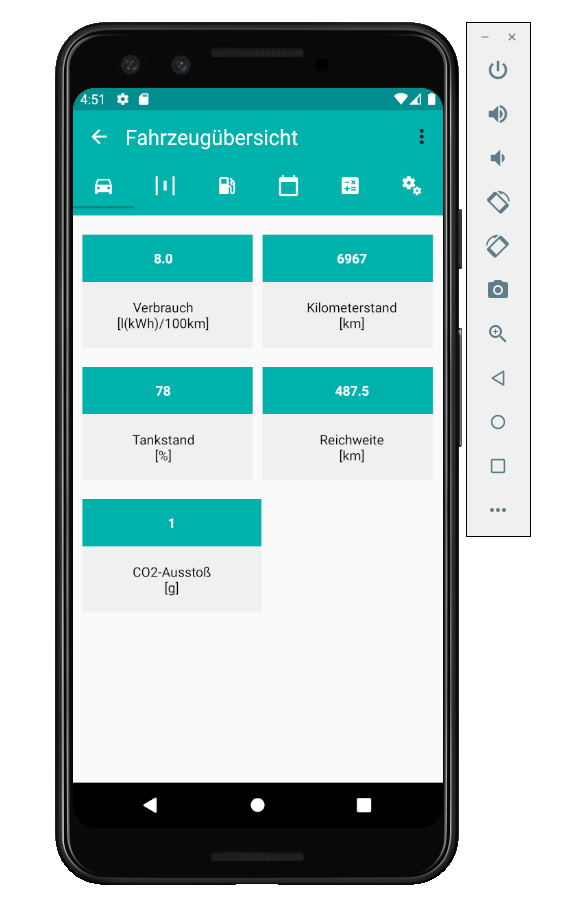 4:51
Fahrzeugübersicht
8.0
6967
Verbrauch
[l(kWh)/100km]
Kilometerstand
[km]
78
487.5
Tankstand
[%]
Reichweite
[km]
1
CO2-Ausstoß
[g]